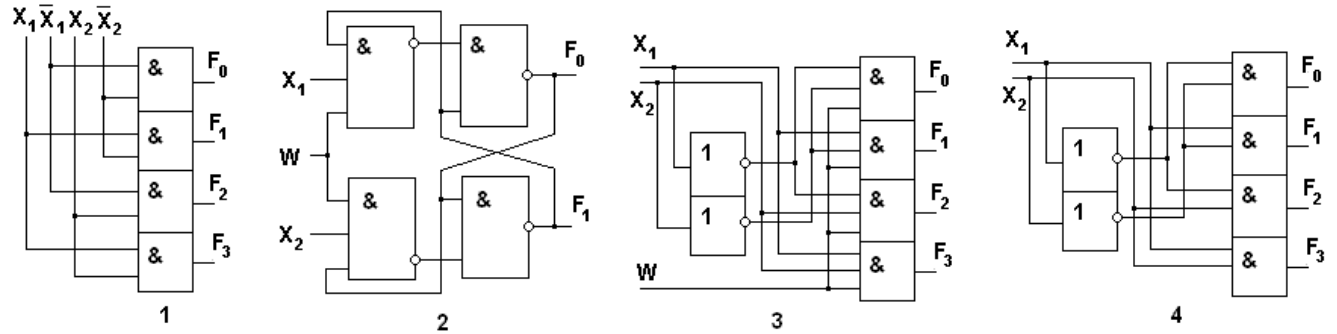 X1 X̅1 X2 X̅2
& F0
& F1
& F2
& F3
1
& & F0
X1
W
& & F1
X2
2
X1
X2
& F0
1 & F1
1 & F2
W & F3
3
X1
X2
& F0
1 & F1
1 & F2
& F3
4